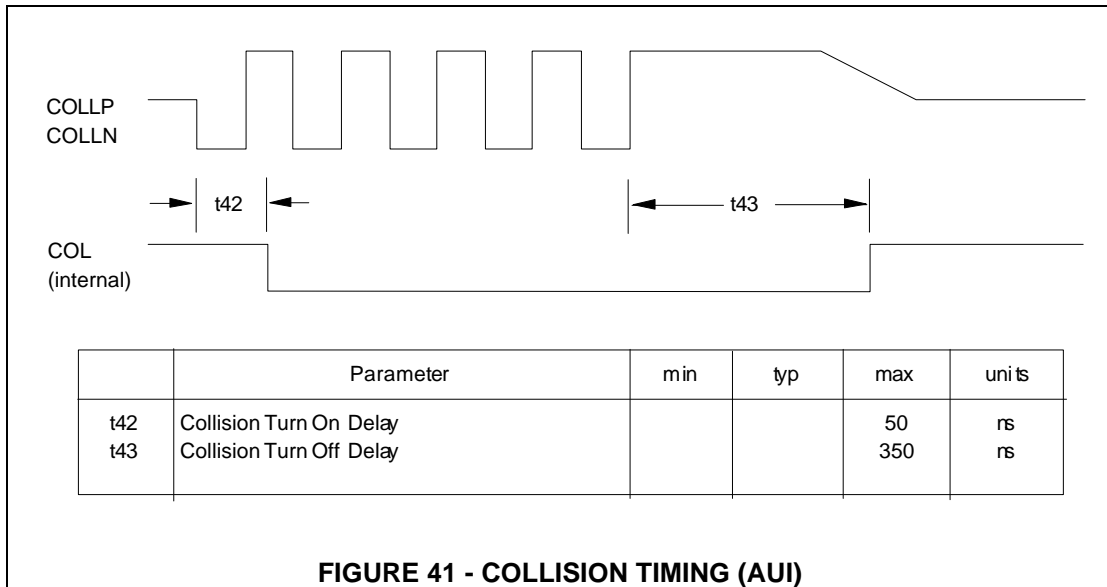 COLLP
COLLN
t42
t43
COL
(internal)
Parameter min typ max units
t42 Collision Turn On Delay 50 ns
t43 Collision Turn Off Delay 350 ns
FIGURE 41 - COLLISION TIMING (AUI)